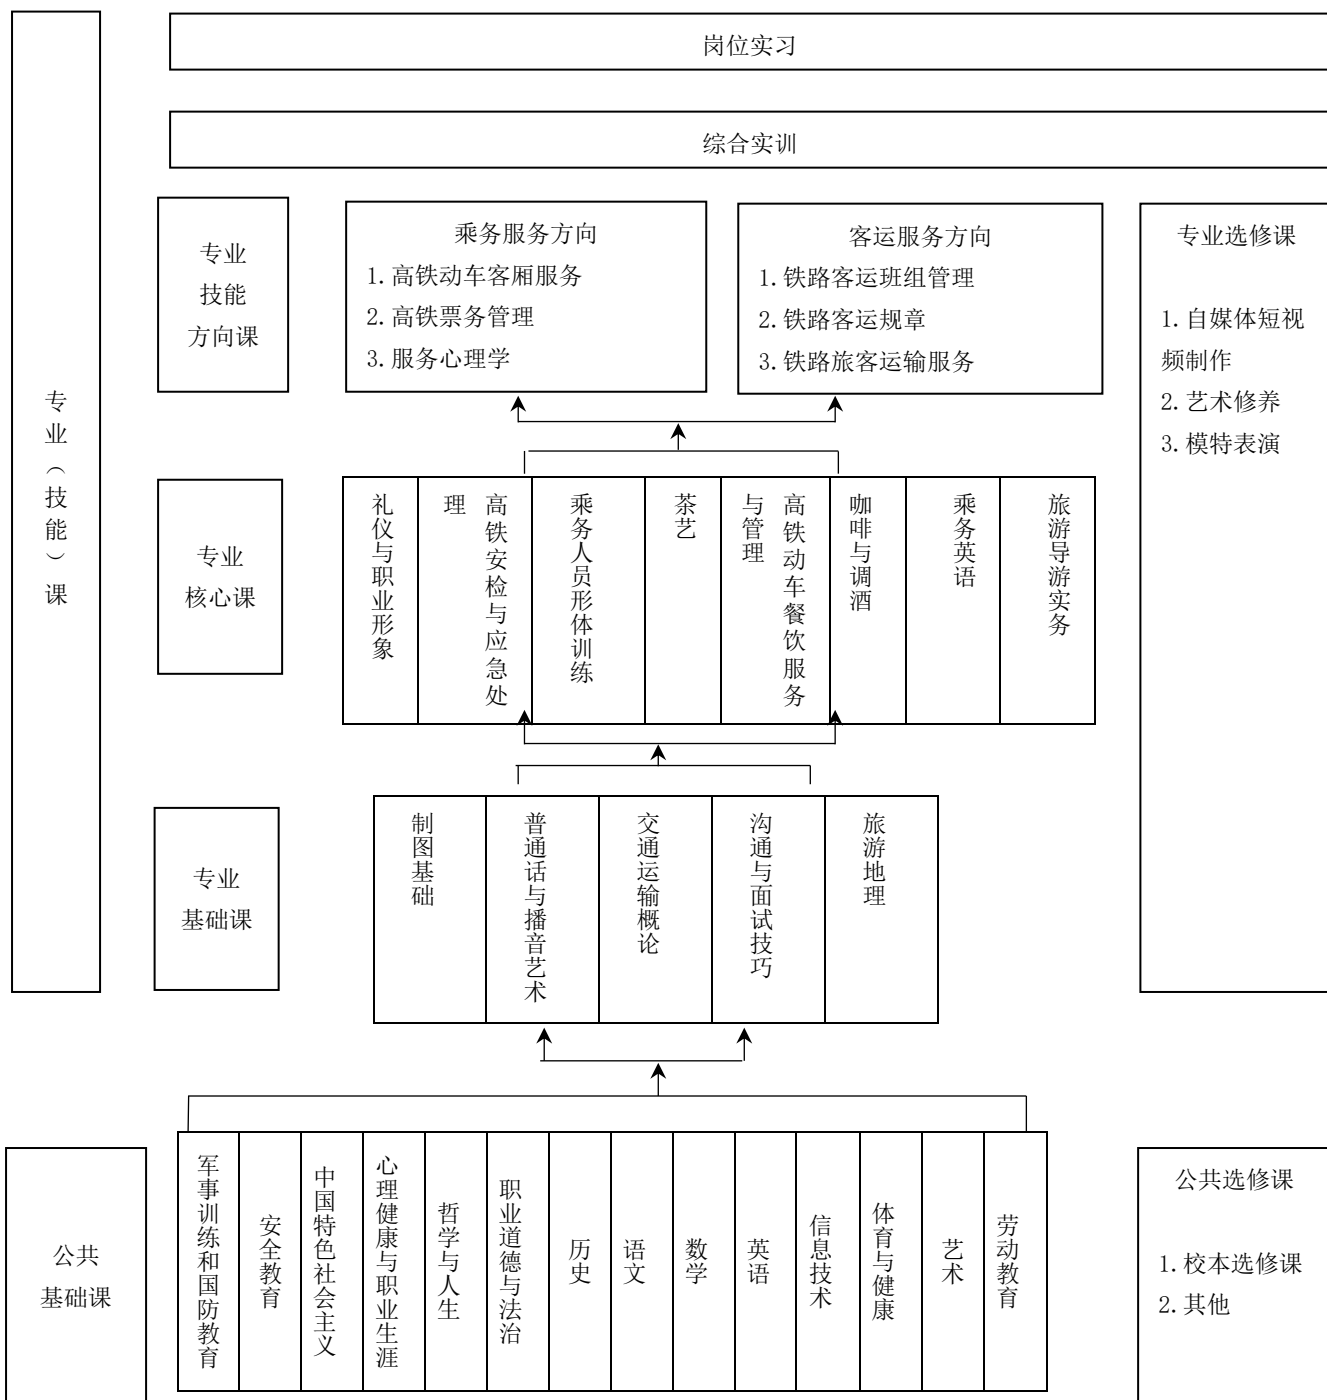 岗位实习
综合实训
专业
技能
方向课
乘务服务方向
1.高铁动车客厢服务
2.高铁票务管理
3.服务心理学
客运服务方向
1.铁路客运班组管理
2.铁路客运规章
3.铁路旅客运输服务
专业选修课
1.自媒体短视
频制作
2.艺术修养
3.模特表演
专业（技能）课
专业
核心课
礼仪与职业形象
高铁安检与应急处
理
乘务人员形体训练
茶艺
高铁动车餐饮服务
与管理
咖啡与调酒
乘务英语
旅游导游实务
专业
基础课
制图基础
普通话与播音艺术
交通运输概论
沟通与面试技巧
旅游地理
公共
基础课
军事训练和国防教育
安全教育
中国特色社会主义
心理健康与职业生涯
哲学与人生
职业道德与法治
历史
语文
数学
英语
信息技术
体育与健康
艺术
劳动教育
公共选修课
1.校本选修课
2.其他